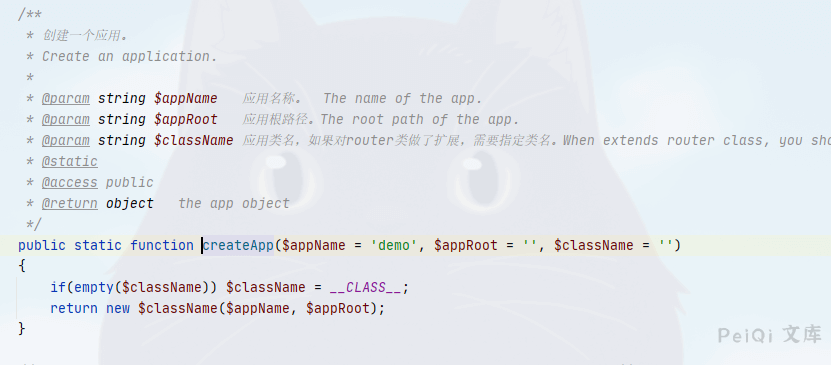 /**
 * 创建一个应用。
 * Create an application.
 *
 * @param string $appName   应用名称。  The name of the app.
 * @param string $appRoot   应用根路径。The root path of the app.
 * @param string $className 应用类名，如果对router类做了扩展，需要指定类名。When extends router class, you sho
 * @static
 * @access public
 * @return object   the app object
 */
public static function createApp($appName = 'demo', $appRoot = '', $className = '')
{
    if(empty($className)) $className = __CLASS__;
    return new $className($appName, $appRoot);
}
PeiQi 文库